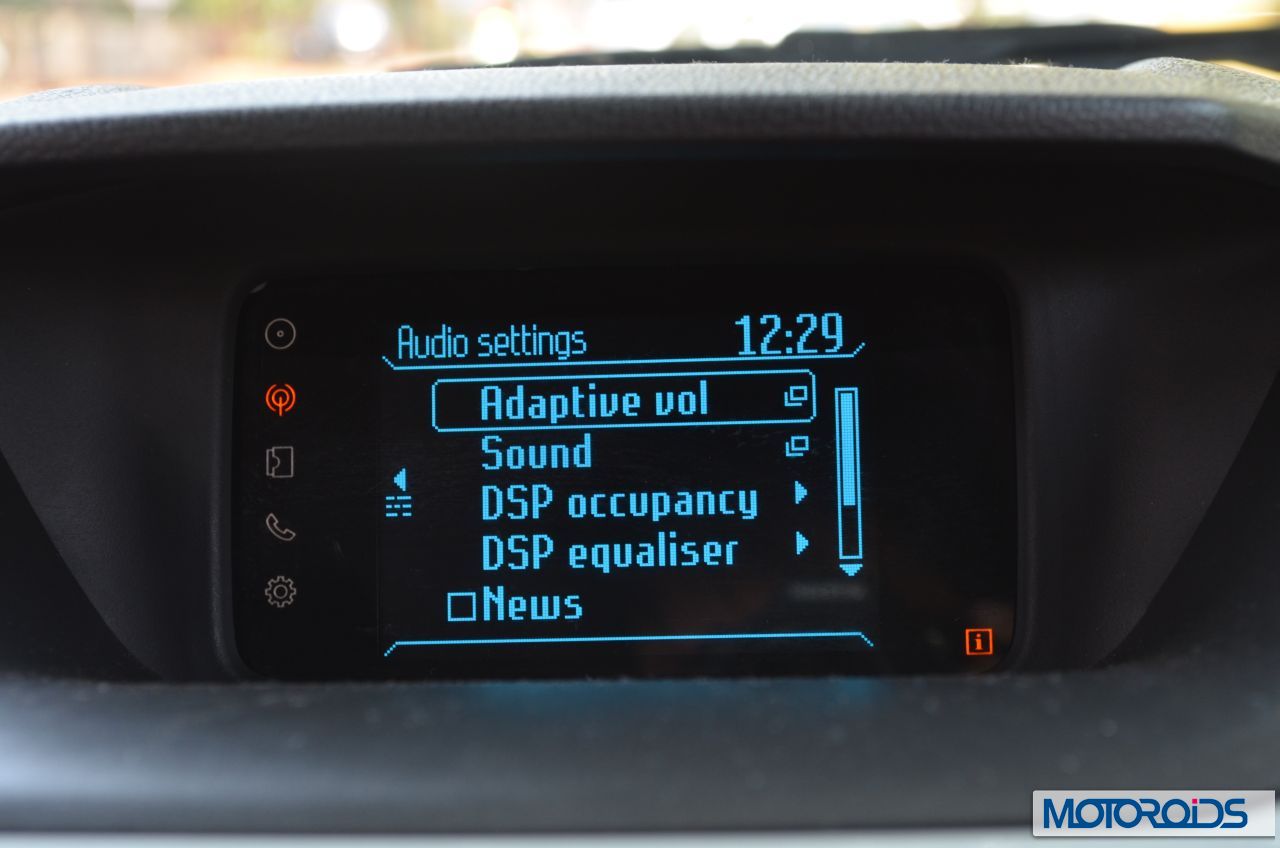 Audio settings 12:29
Adaptive vol
Sound
DSP occupancy
DSP equaliser
News
i
MOTOROiDS